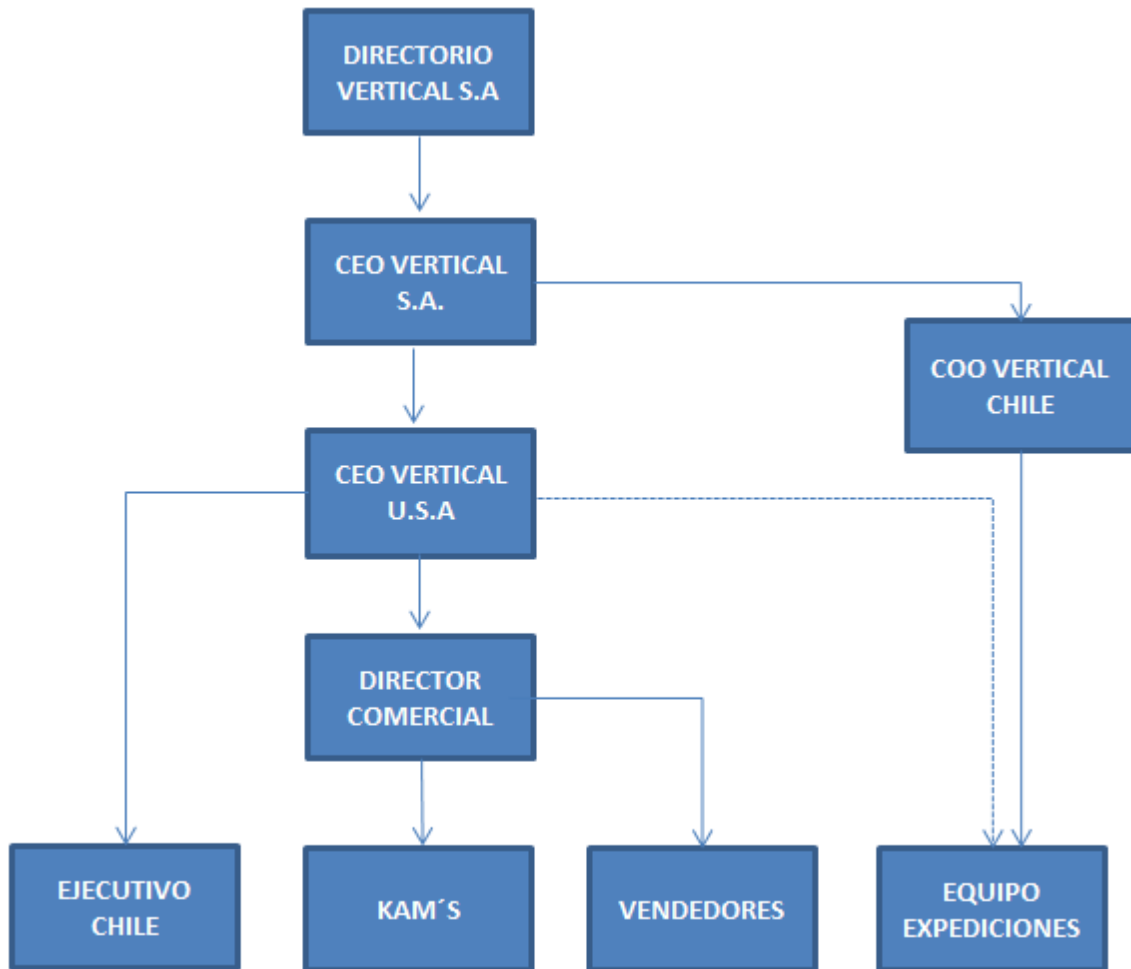 DIRECTORIO
VERTICAL S.A
CEO VERTICAL
S.A.
COO VERTICAL
CHILE
CEO VERTICAL
U.S.A
DIRECTOR
COMERCIAL
EJECUTIVO
CHILE
KAM´S
VENDEDORES
EQUIPO
EXPEDICIONES